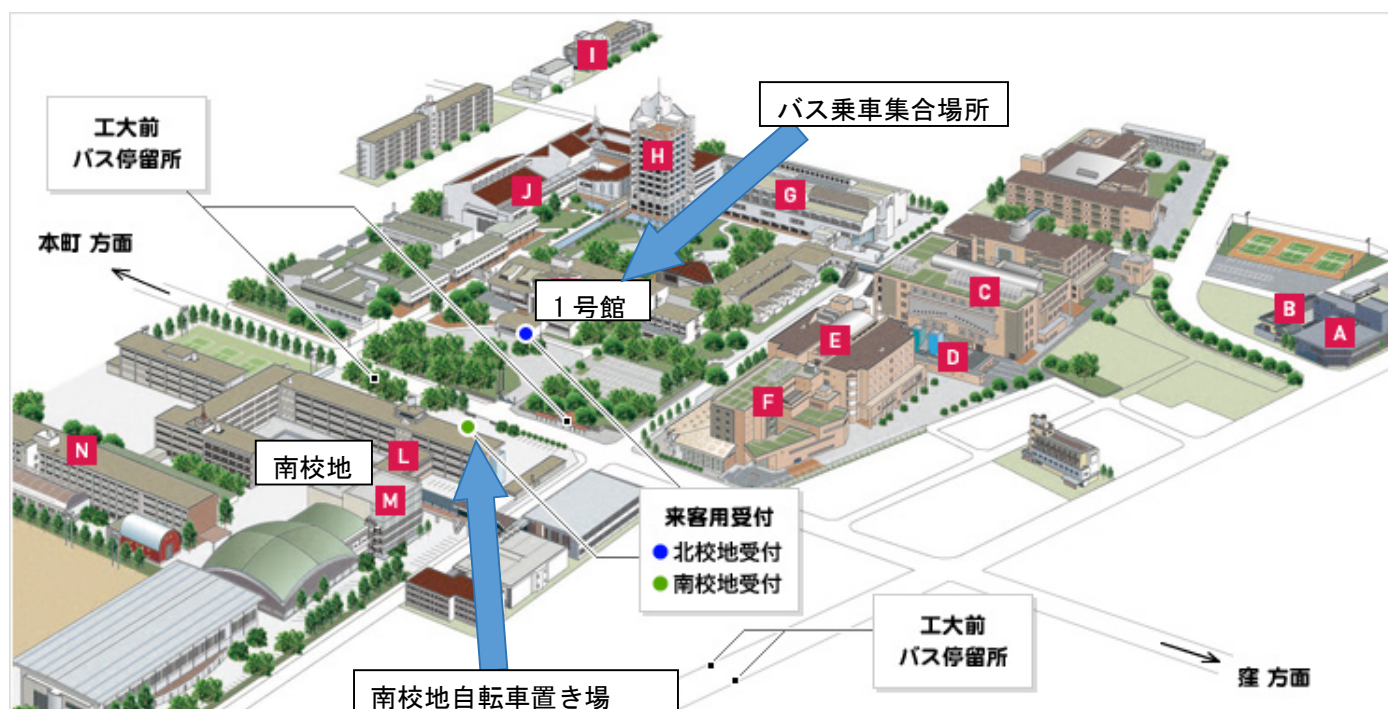 I
バス乗車集合場所
工大前
バス停留所
H
J
G
本町 方面
C
1号館
B
A
E
D
F
N
南校地
L
M
来客用受付
北校地受付
南校地受付
工大前
バス停留所
窪 方面
南校地自転車置き場